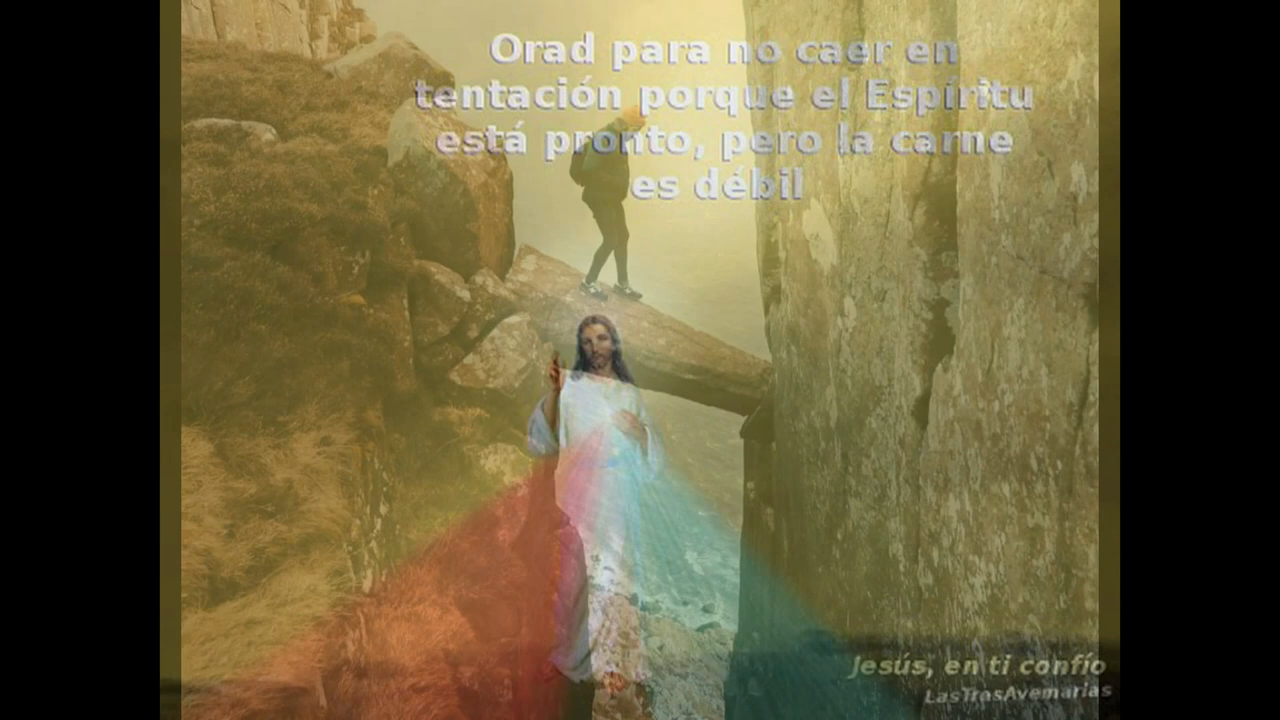 Orad para no caer en
tentación porque el Espíritu
está pronto, pero la carne
es débil
Jesús, en ti confío
LasTresAvemarias